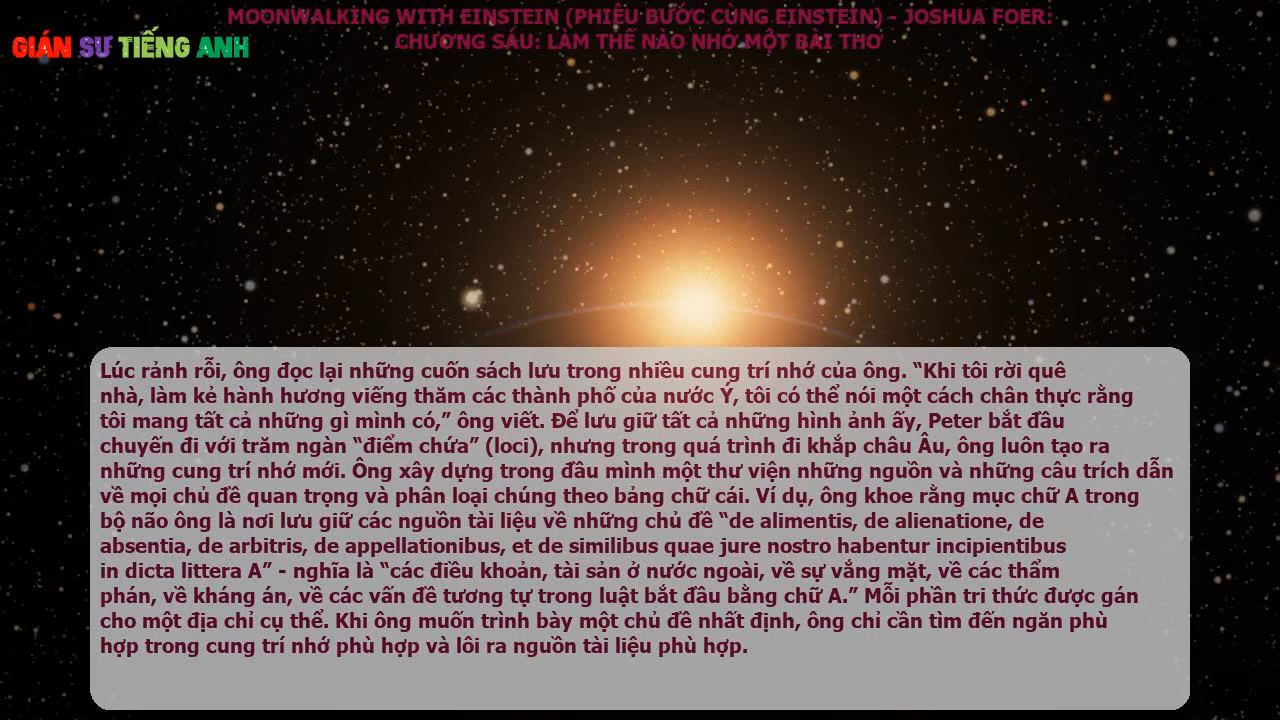 MOONWALKING WITH EINSTEIN (PHIÊU BƯỚC CÙNG EINSTEIN) - JOSHUA FOER:
CHƯƠNG SÁU: LÀM THẾ NÀO NHỚ MỘT BÀI THƠ
GIÁN SƯ TIẾNG ANH
Lúc rảnh rỗi, ông đọc lại những cuốn sách lưu trong nhiều cung trí nhớ của ông. “Khi tôi rời quê
nhà, làm kẻ hành hương viếng thăm các thành phố của nước Ý, tôi có thể nói một cách chân thực rằng
tôi mang tất cả những gì mình có,” ông viết. Để lưu giữ tất cả những hình ảnh ấy, Peter bắt đầu
chuyến đi với trăm ngàn “điểm chứa” (loci), nhưng trong quá trình đi khắp châu Âu, ông luôn tạo ra
những cung trí nhớ mới. Ông xây dựng trong đầu mình một thư viện những nguồn và những câu trích dẫn
về mọi chủ đề quan trọng và phân loại chúng theo bảng chữ cái. Ví dụ, ông khoe rằng mục chữ A trong
bộ não ông là nơi lưu giữ các nguồn tài liệu về những chủ đề “de alimentis, de alienatione, de
absentia, de arbitris, de appellationibus, et de similibus quae jure nostro habentur incipientibus
in dicta littera A” - nghĩa là “các điều khoản, tài sản ở nước ngoài, về sự vắng mặt, về các thẩm
phán, về kháng án, về các vấn đề tương tự trong luật bắt đầu bằng chữ A.” Mỗi phần tri thức được gán
cho một địa chỉ cụ thể. Khi ông muốn trình bày một chủ đề nhất định, ông chỉ cần tìm đến ngăn phù
hợp trong cung trí nhớ phù hợp và lôi ra nguồn tài liệu phù hợp.